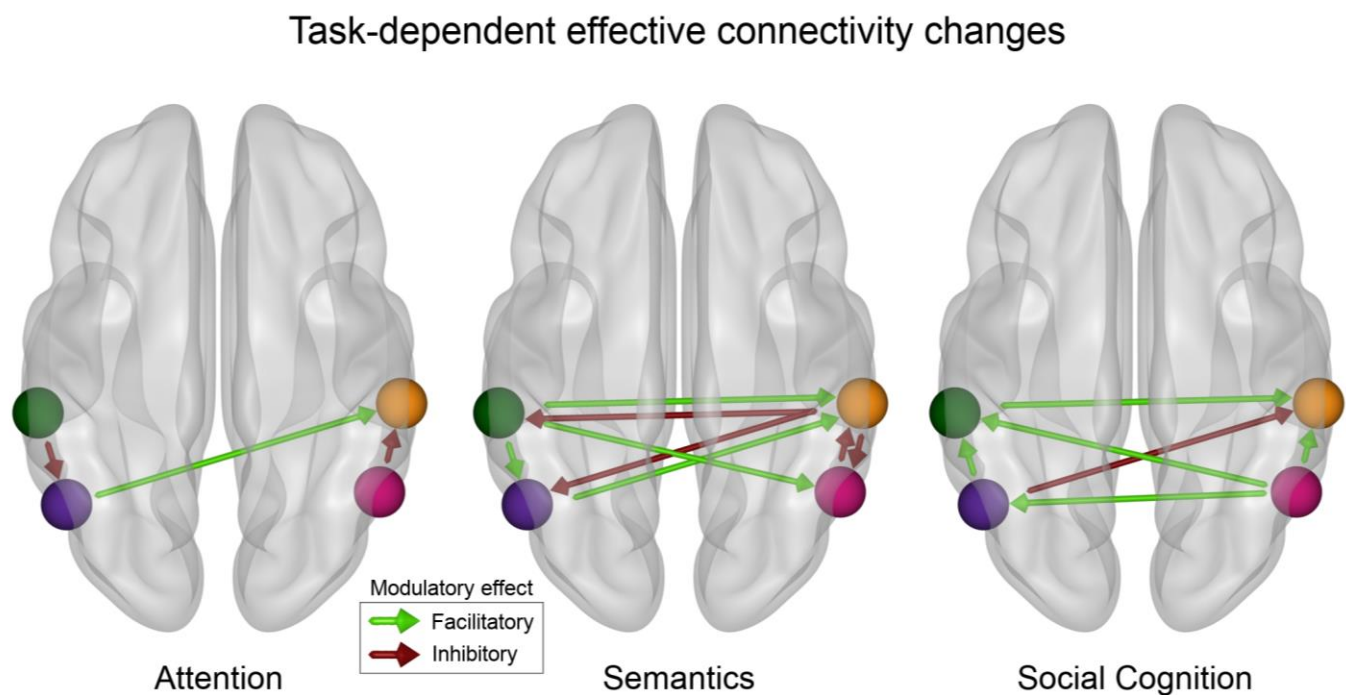 Task-dependent effective connectivity changes
Modulatory effect
Facilitatory
Inhibitory
Attention
Semantics
Social Cognition